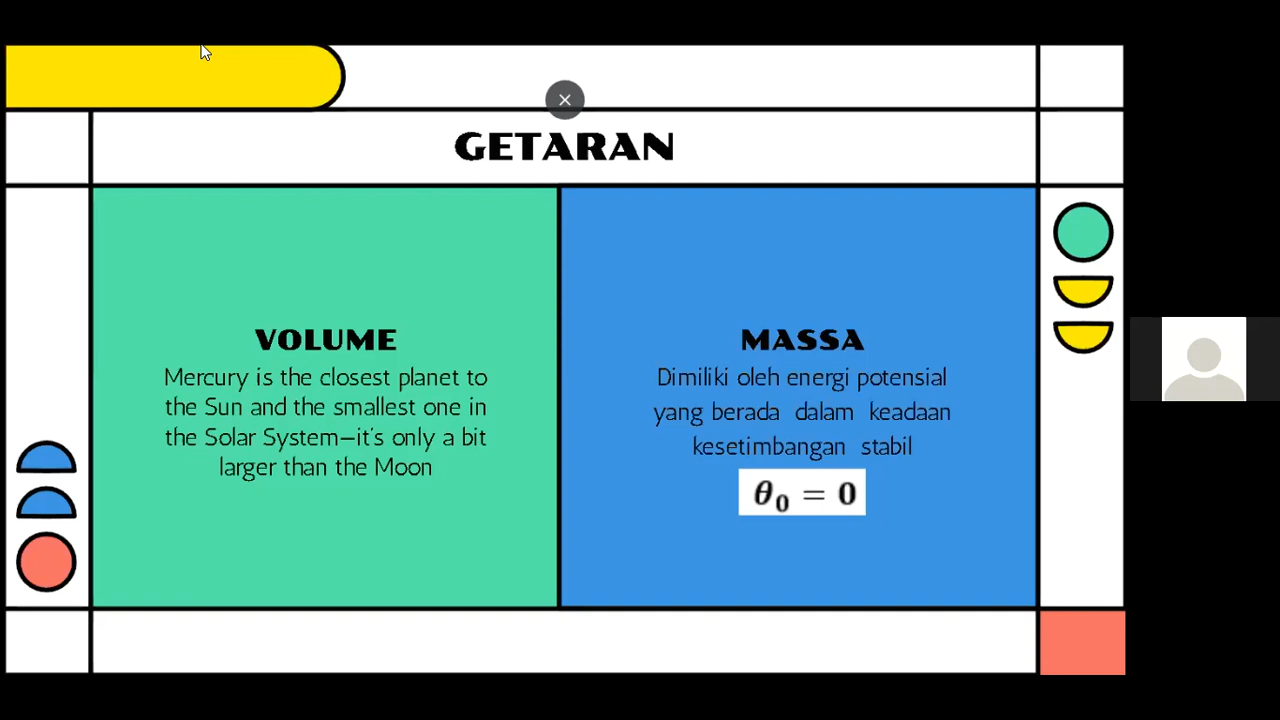 GETARAN
VOLUME
Mercury is the closest planet to
the Sun and the smallest one in
the Solar System—it's only a bit
larger than the Moon
MASSA
Dimiliki oleh energi potensial
yang berada dalam keadaan
kesetimbangan stabil
θ₀ = 0